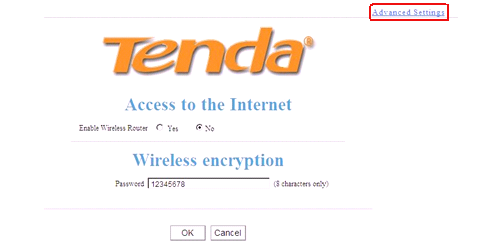 Advanced Settings
Tenda®
Access to the Internet
Enable Wireless Router Yes No
Wireless encryption
Password 12345678 (8 characters only)
OK Cancel